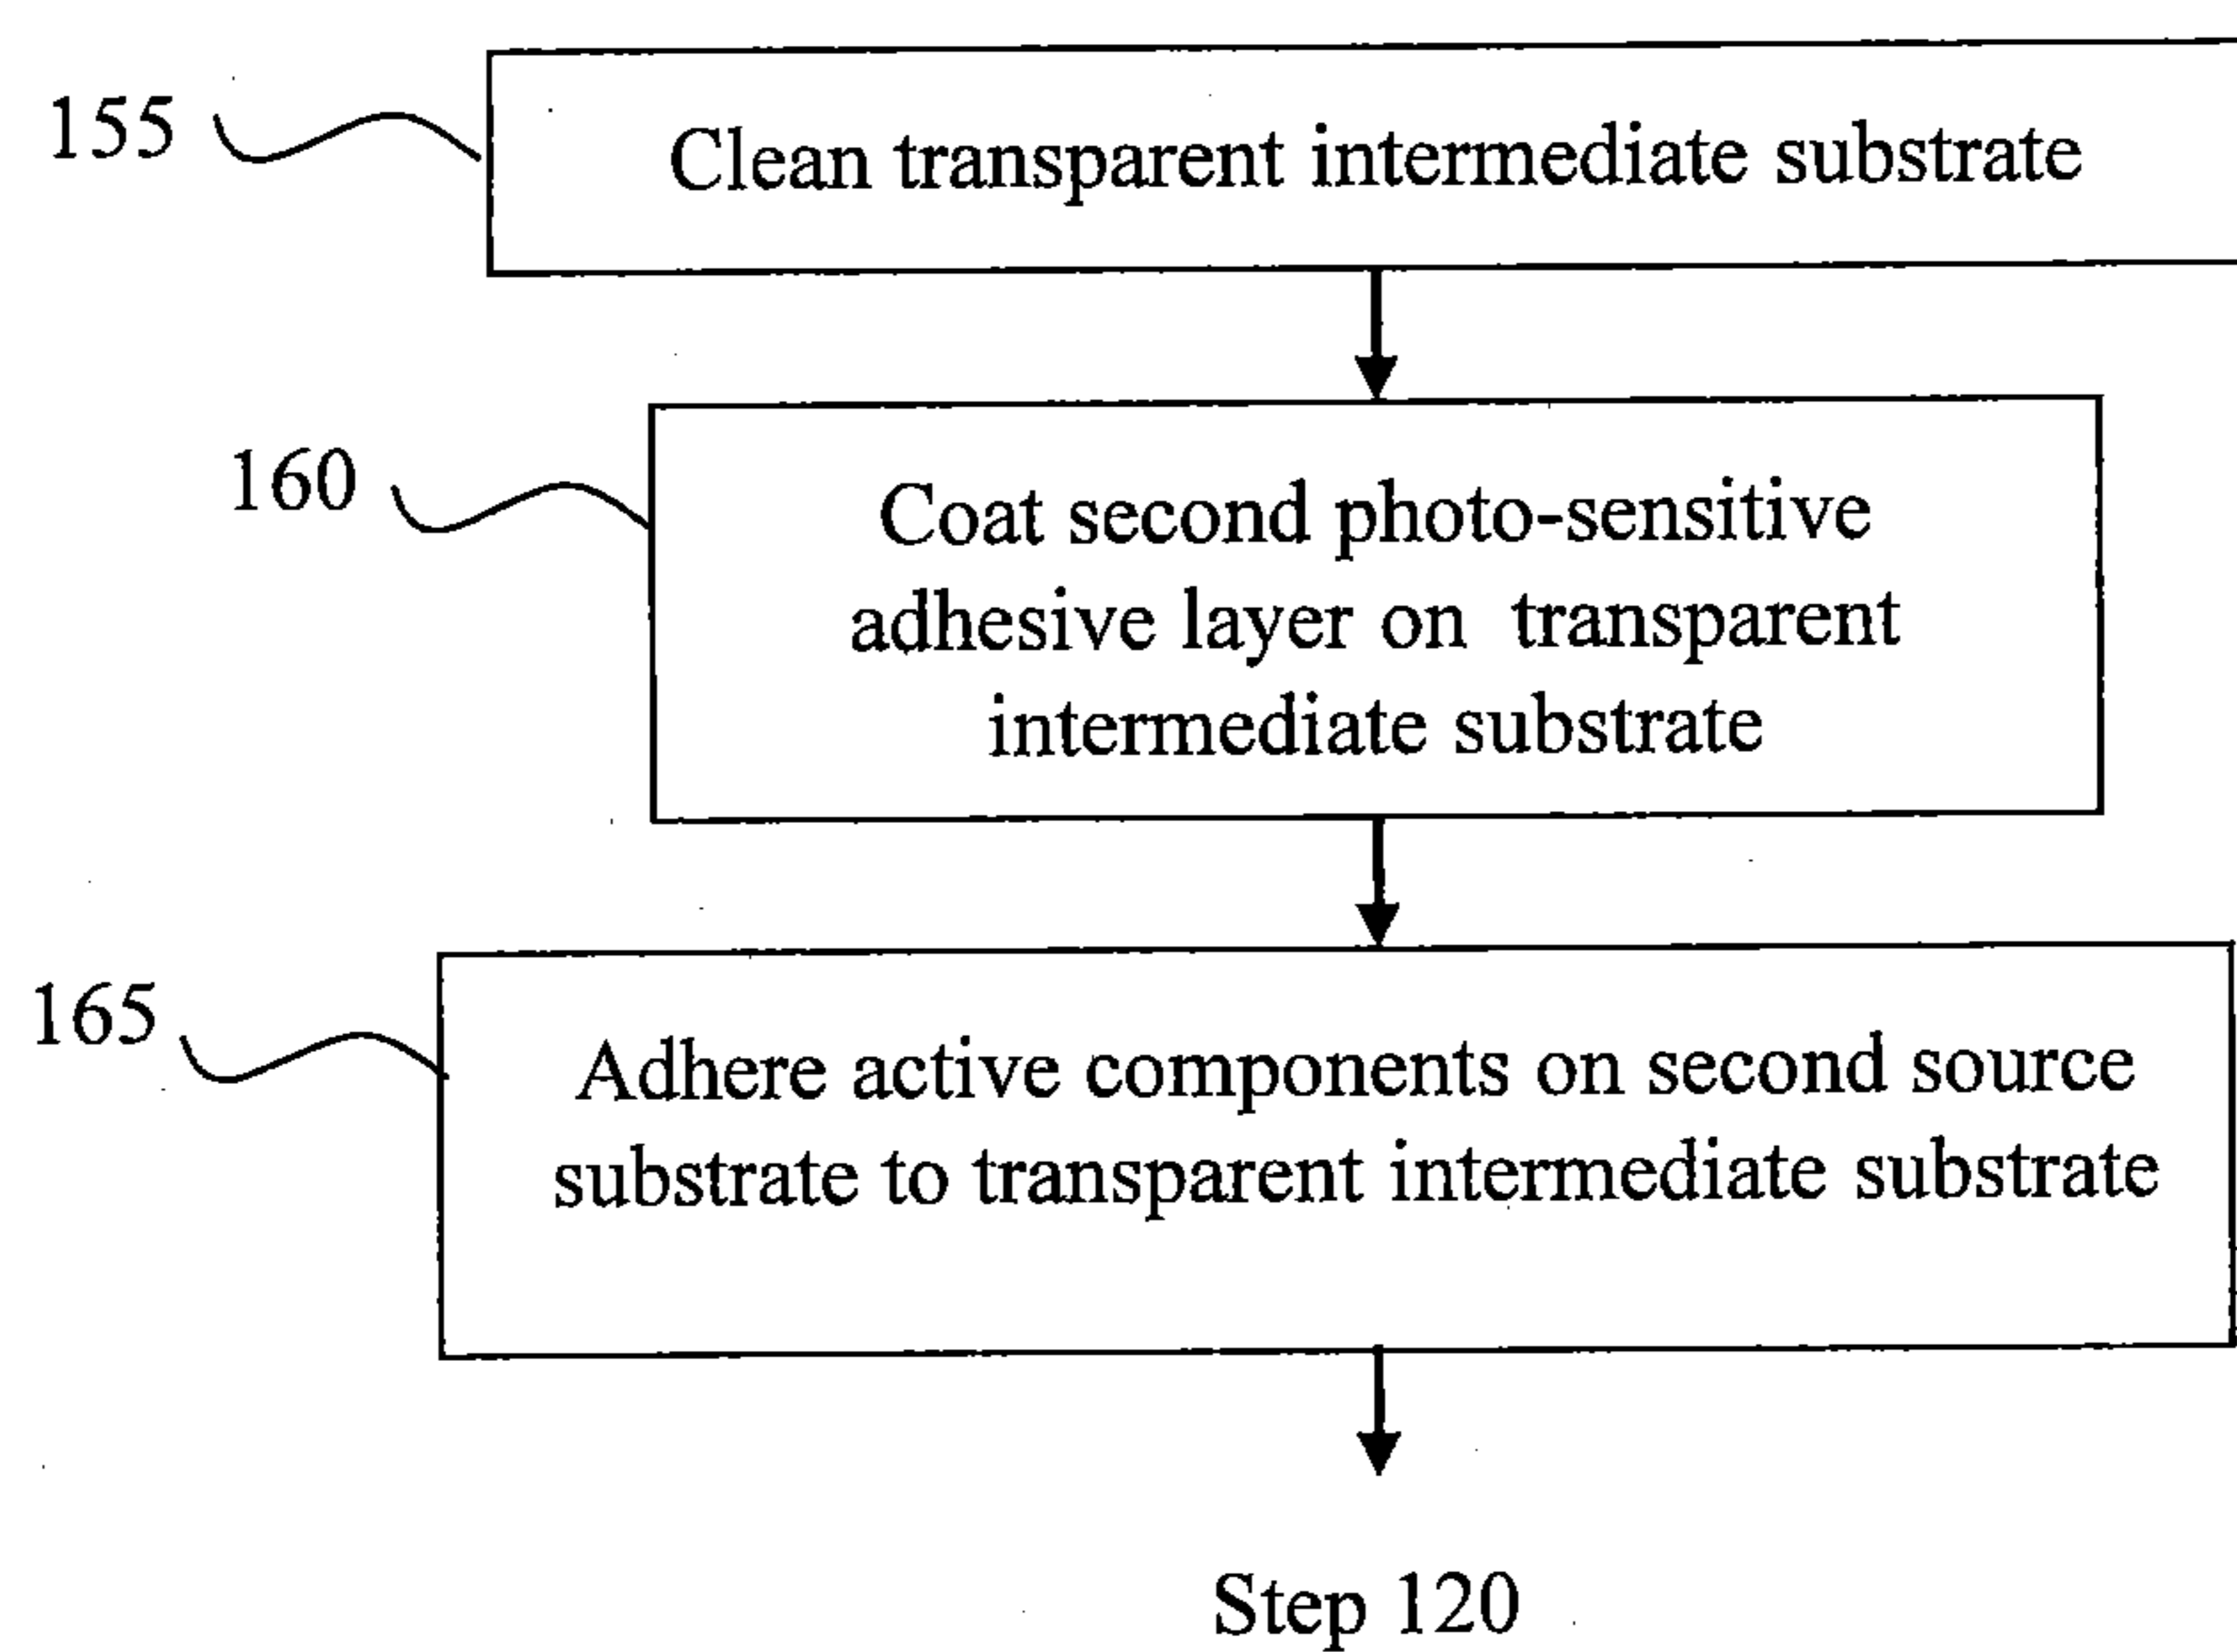 155
Clean transparent intermediate substrate
160
Coat second photo-sensitive
adhesive layer on transparent
intermediate substrate
165
Adhere active components on second source
substrate to transparent intermediate substrate
Step 120